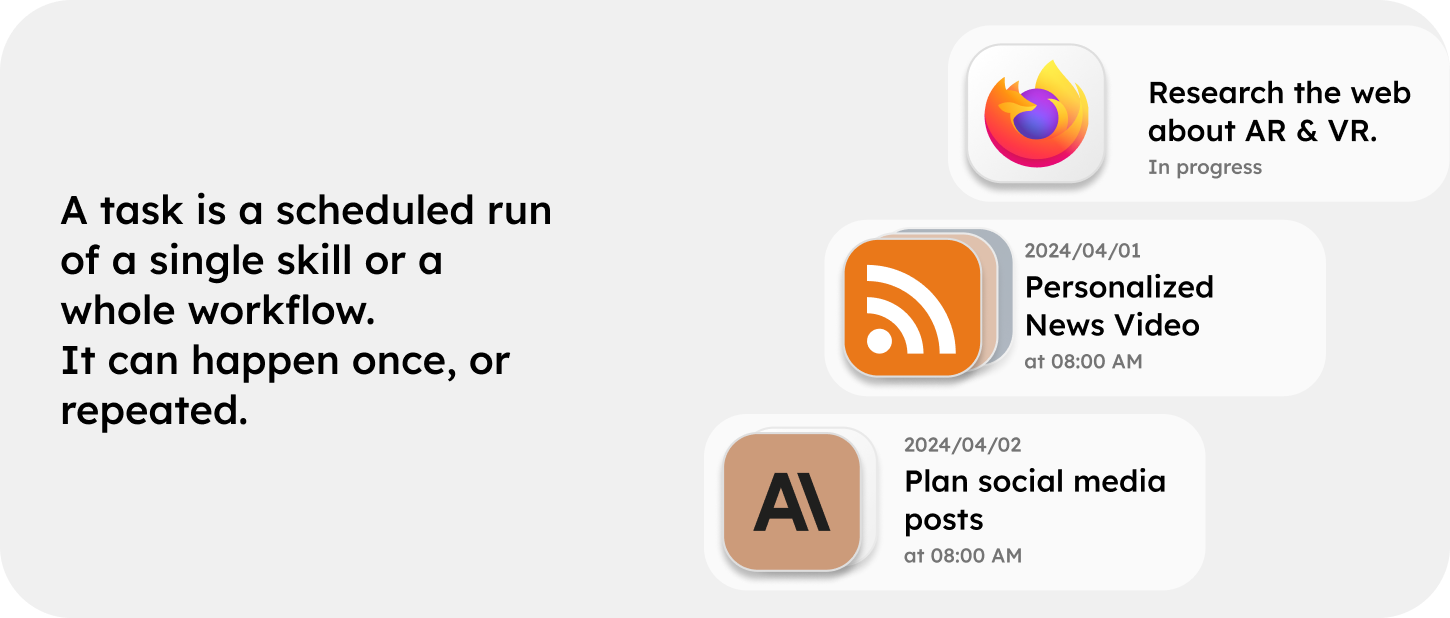 A task is a scheduled run
of a single skill or a
whole workflow.
It can happen once, or
repeated.
Research the web
about AR & VR.
In progress
2024/04/01
Personalized
News Video
at 08:00 AM
A\
2024/04/02
Plan social media
posts
at 08:00 AM